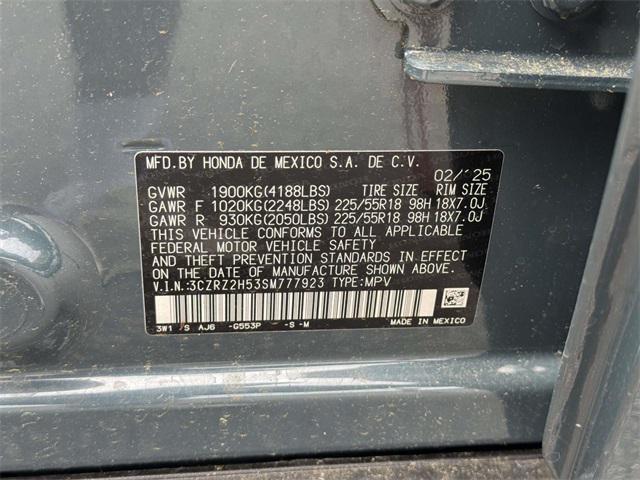 MFD.BY HONDA DE MEXICO S.A. DE C.V.
02/'25
GVWR 1900KG(4188LBS) TIRE SIZE RIM SIZE
GAWR F 1020KG(2248LBS) 225/55R18 98H 18X7.0J
GAWR R 930KG(2050LBS) 225/55R18 98H 18X7.0J
THIS VEHICLE CONFORMS TO ALL APPLICABLE
FEDERAL MOTOR VEHICLE SAFETY
AND THEFT PREVENTION STANDARDS IN EFFECT
ON THE DATE OF MANUFACTURE SHOWN ABOVE.
V.I.N.:3CZRZ2H53SM777923 TYPE:MPV
3W1 S AJ6 -G553P -S-M
MADE IN MEXICO